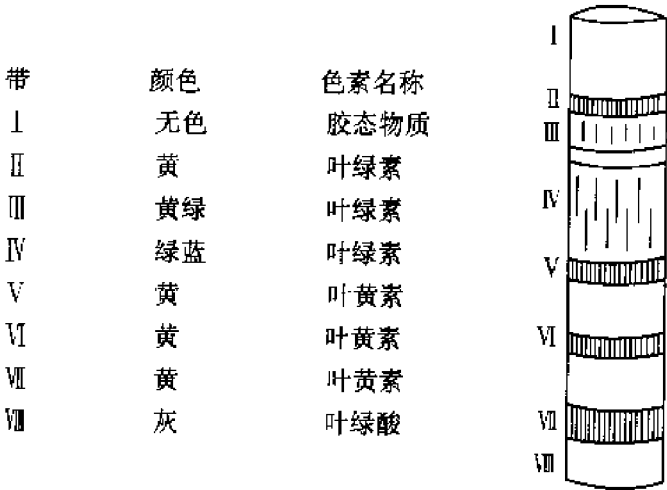 带 颜色 色素名称
Ⅰ 无色 胶态物质
Ⅱ 黄 叶绿素
Ⅲ 黄绿 叶绿素
Ⅳ 绿蓝 叶绿素
Ⅴ 黄 叶黄素
Ⅵ 黄 叶黄素
Ⅶ 黄 叶黄素
Ⅷ 灰 叶绿酸
Ⅰ
Ⅱ
Ⅲ
Ⅳ
Ⅴ
Ⅵ
Ⅶ
Ⅷ